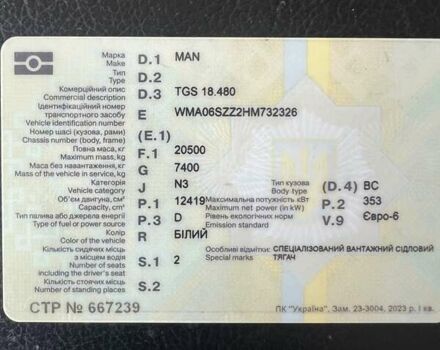 Марка
Make D.1 MAN
Тип
Type D.2
Комерційний опис
Commercial description D.3 TGS 18.480
Ідентифікаційний номер
транспортного засобу E WMA06SZZ2HM732326
Vehicle identification number
Номер шасі (кузова, рами) (E.1)
Chassis number (body, frame)
Повна маса, кг F.1 20500
Maximum mass, kg
Маса без навантаження, кг G 7400
Mass of the vehicle in service, kg
Категорія J N3 Тип кузова (D.4) BC
Vehicle category Body type
Об'єм двигуна, см³ P.1 12419 Максимальна потужність кВт P.2 353
Capacity, cm³ Maximum net power (in kW)
Тип палива або джерела енергії P.3 D Рівень екологічних норм V.9 Євро-6
Type of fuel or power source Emission standard
Колір R БІЛИЙ
Color of the vehicle
Кількість сидячих місць Особливі відмітки: СПЕЦІАЛІЗОВАНИЙ ВАНТАЖНИЙ СІДЛОВИЙ
з місцем водія S.1 2 Special marks ТЯГАЧ
Number of seats
including the driver's seat
Кількість стоячих місць S.2
Number of standing places
СТР № 667239 ПК "Україна". Зам. 23-3004. 2023 р. I кв.